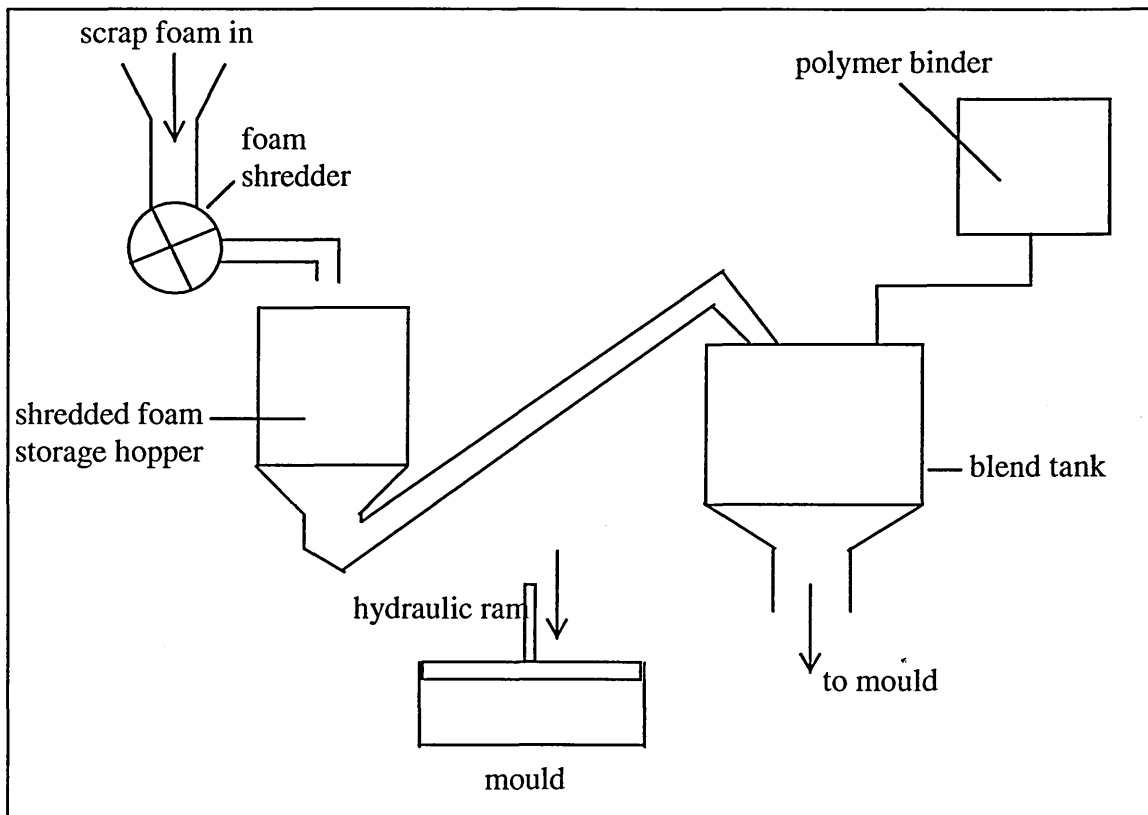 scrap foam in
polymer binder
foam
shredder
shredded foam
storage hopper
blend tank
hydraulic ram
to mould
mould